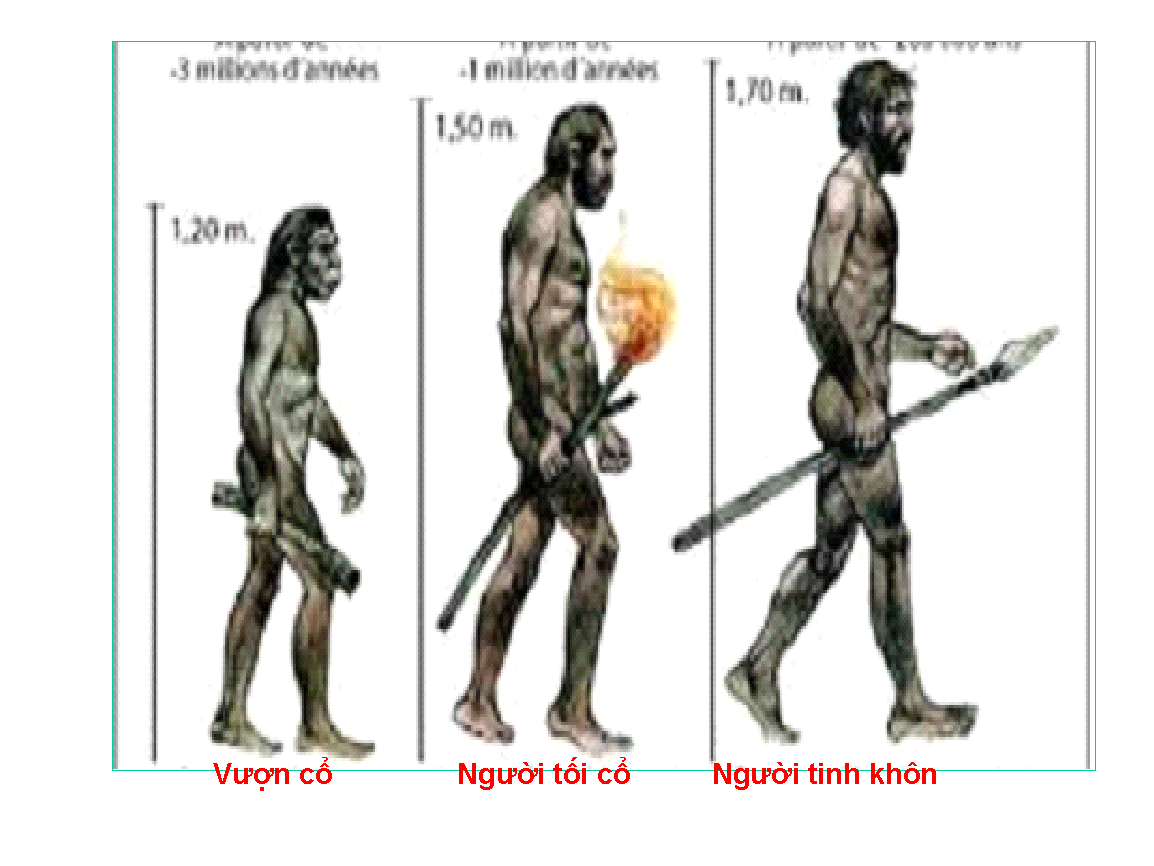 -3 millions d'années
-1 million d'années
1,20 m.
1,50 m.
1,70 m.
Vượn cổ
Người tối cổ
Người tinh khôn